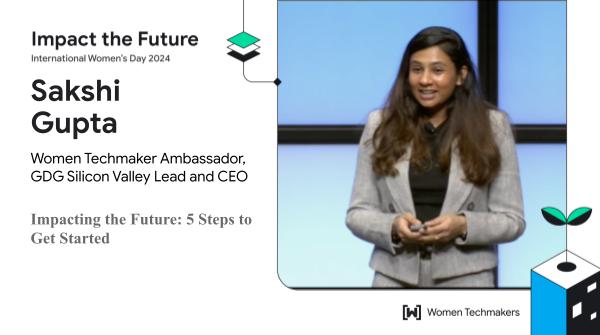 Impact the Future
International Women's Day 2024
Sakshi
Gupta
Women Techmaker Ambassador,
GDG Silicon Valley Lead and CEO
Impacting the Future: 5 Steps to
Get Started
[W] Women Techmakers